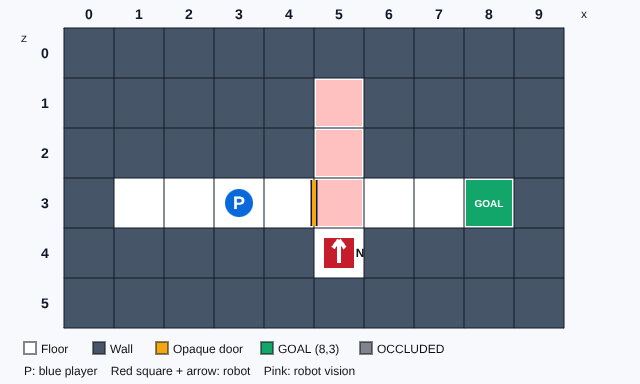 0 1 2 3 4 5 6 7 8 9 x
z
0
1
2
3 P GOAL
4 N
5
Floor Wall Opaque door GOAL (8,3) OCCLUDED
P: blue player Red square + arrow: robot Pink: robot vision